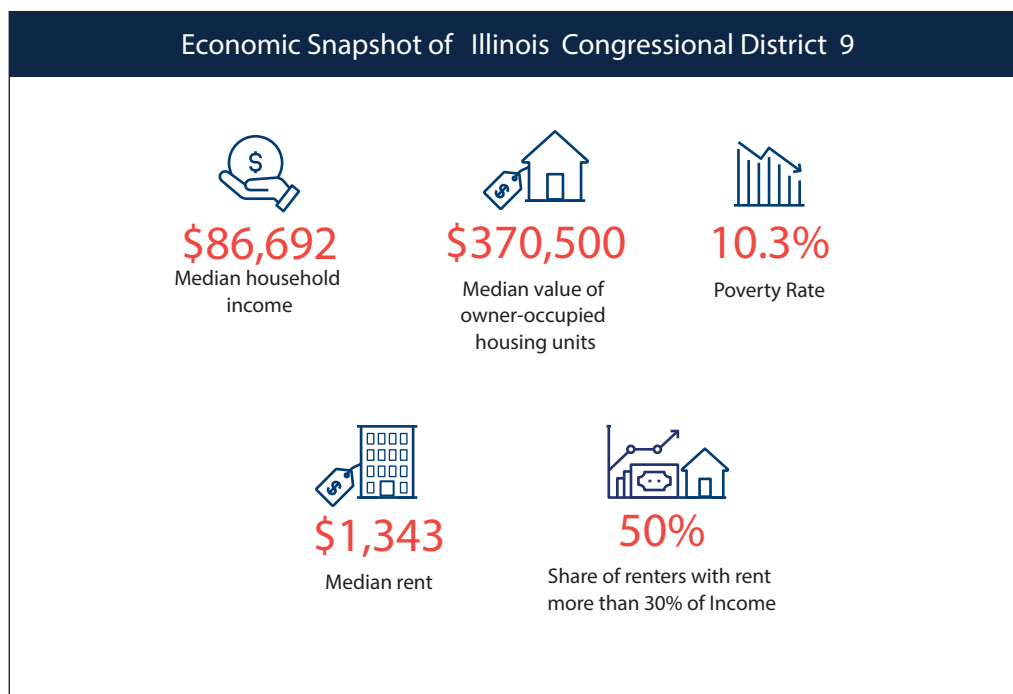 Economic Snapshot of Illinois Congressional District 9
$
$
$86,692
$370,500
10.3%
Median household
income
Median value of
owner-occupied
housing units
Poverty Rate
$
$1,343
50%
Median rent
Share of renters with rent
more than 30% of Income